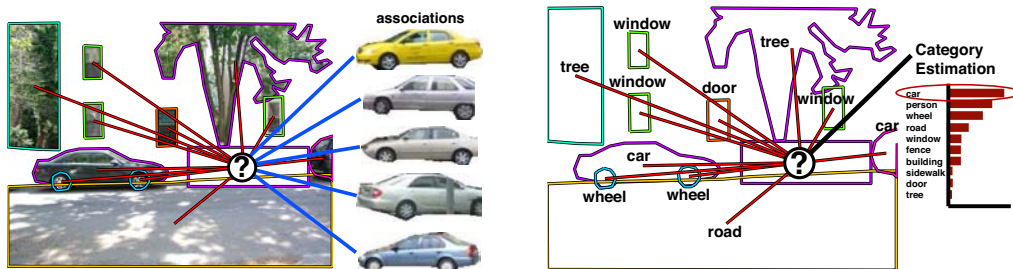 associations
?
window
tree
tree
window
door
window
Category
Estimation
car
person
wheel
road
window
fence
building
sidewalk
door
tree
car
?
car
wheel
wheel
road